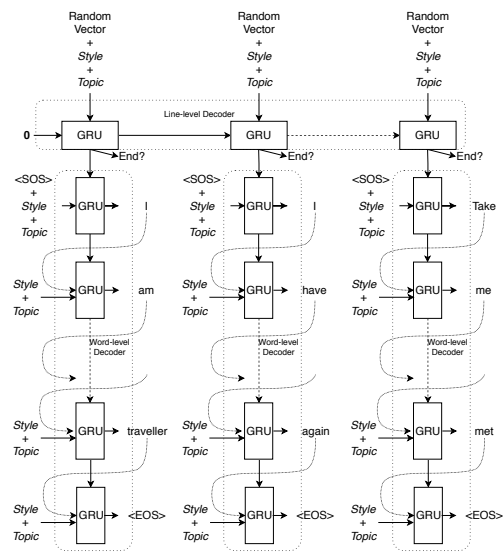 Random
Vector
+
Style
+
Topic
Random
Vector
+
Style
+
Topic
Random
Vector
+
Style
+
Topic
Line-level Decoder
0
GRU
GRU
GRU
End?
End?
End?
<SOS>
+
Style
+
Topic
GRU
I
<SOS>
+
Style
+
Topic
GRU
I
<SOS>
+
Style
+
Topic
GRU
Take
Style
+
Topic
GRU
am
Style
+
Topic
GRU
have
Style
+
Topic
GRU
me
Word-level
Decoder
Word-level
Decoder
Word-level
Decoder
Style
+
Topic
GRU
traveller
Style
+
Topic
GRU
again
Style
+
Topic
GRU
met
Style
+
Topic
GRU
<EOS>
Style
+
Topic
GRU
<EOS>
Style
+
Topic
GRU
<EOS>